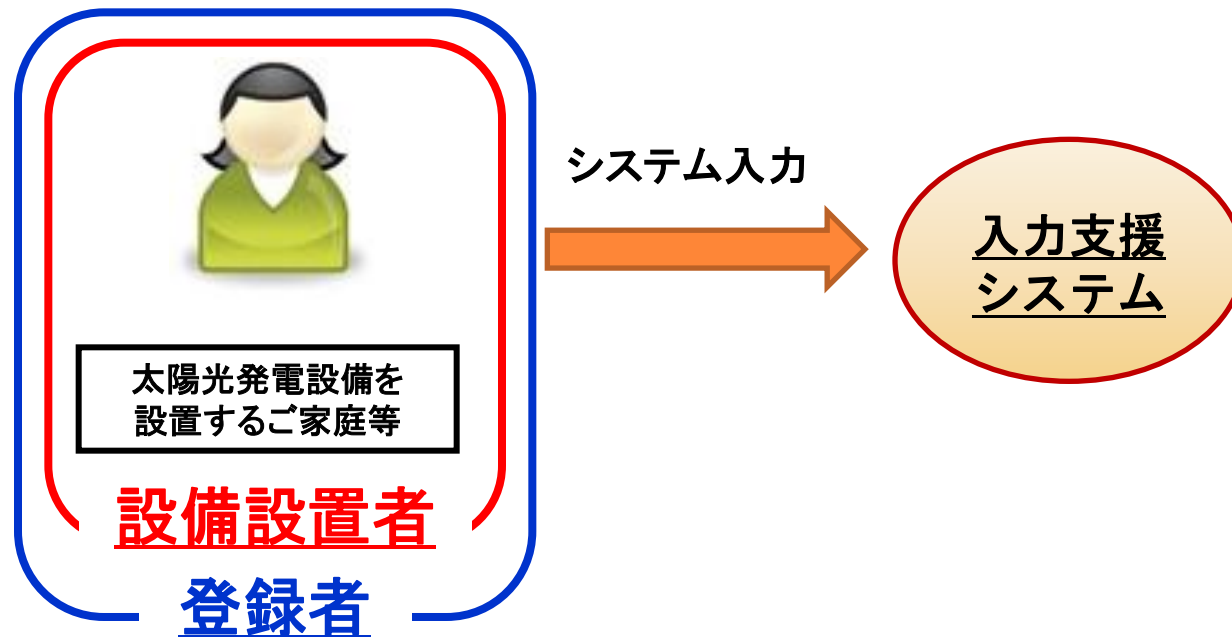 システム入力
入力支援
システム
太陽光発電設備を
設置するご家庭等
設備設置者
登録者